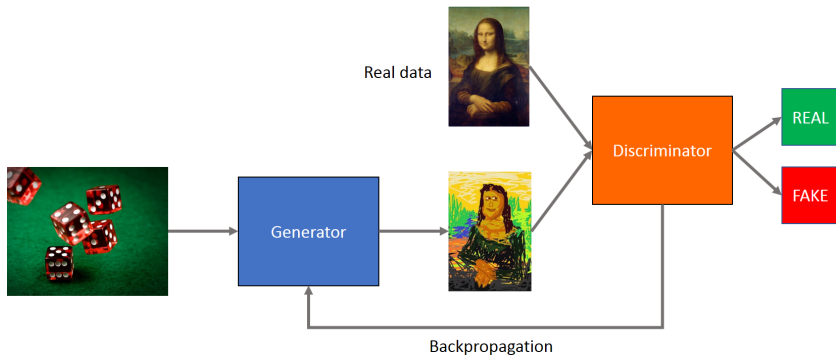 Real data
REAL
Discriminator
FAKE
Generator
Backpropagation